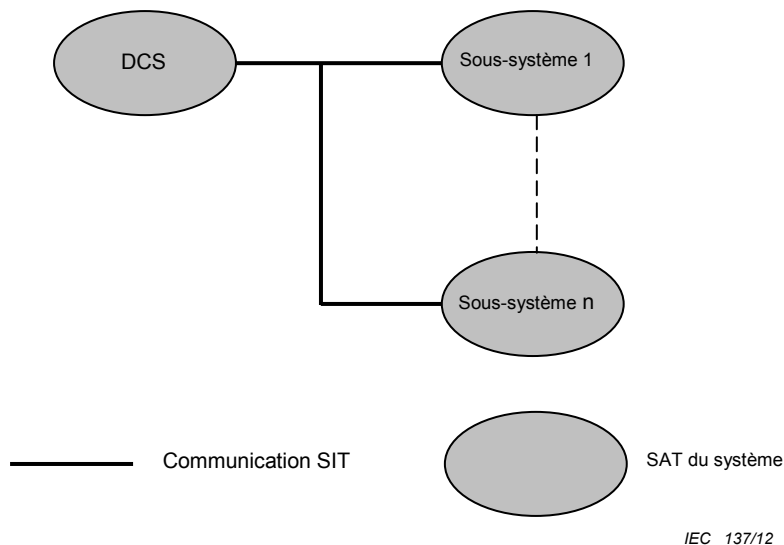 DCS
Sous-système 1
Sous-système n
Communication SIT
SAT du système
IEC 137/12